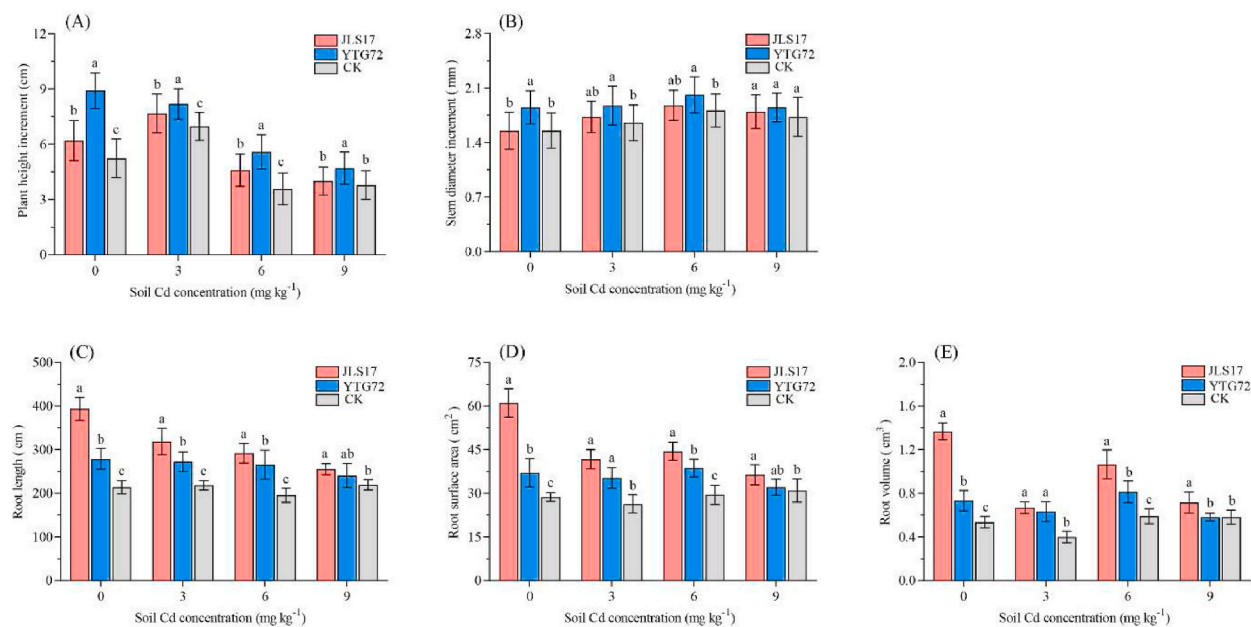 (A)
JLS17
YTG72
CK
Plant height increment (cm)
12
9
6
3
0
b a c
b a c
b a c
b a b
0 3 6 9
Soil Cd concentration (mg kg⁻¹)
(B)
JLS17
YTG72
CK
Stem diameter increment ( mm)
2.8
2.1
1.4
0.7
0.0
b a b
ab a b
ab a b
a a a
0 3 6 9
Soil Cd concentration (mg kg⁻¹)
(C)
JLS17
YTG72
CK
Root length ( cm)
500
400
300
200
100
0
a b c
a b c
a b c
a ab b
0 3 6 9
Soil Cd concentration (mg kg⁻¹)
(D)
JLS17
YTG72
CK
Root surface area ( cm²)
75
60
45
30
15
0
a b c
a a b
a b c
a ab b
0 3 6 9
Soil Cd concentration (mg kg⁻¹)
(E)
JLS17
YTG72
CK
Root volume ( cm³)
2.0
1.6
1.2
0.8
0.4
0.0
a b c
a a b
a b c
a b b
0 3 6 9
Soil Cd concentration (mg kg⁻¹)